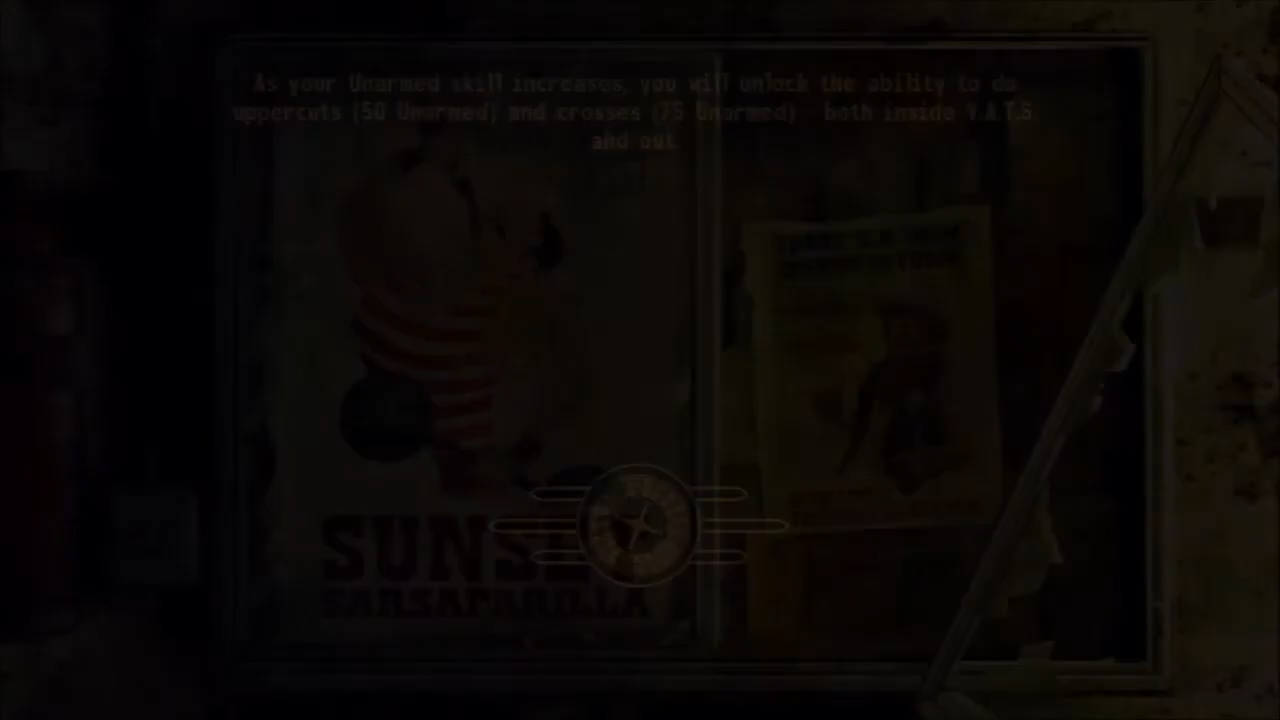 As your Unarmed skill increases, you will unlock the ability to do
uppercuts (50 Unarmed) and crosses (75 Unarmed) - both inside V.A.T.S.
and out.
SUNSE
SARSAPARILLA